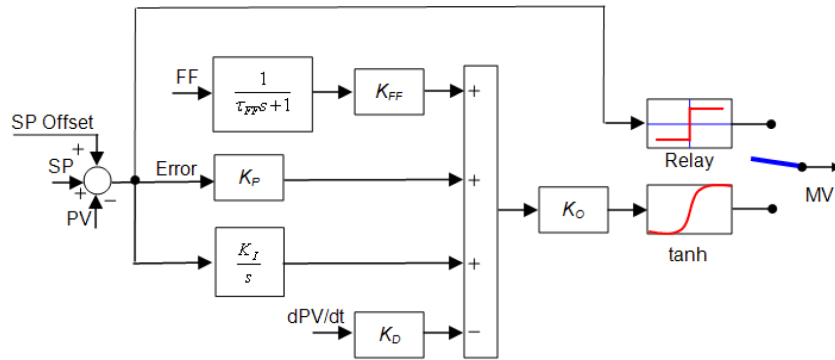 FF
1
τFFs+1
KFF
+
SP Offset
+
SP
+
Error
PV
−
KP
+
KI
s
+
dPV/dt
KD
−
KO
Relay
tanh
MV